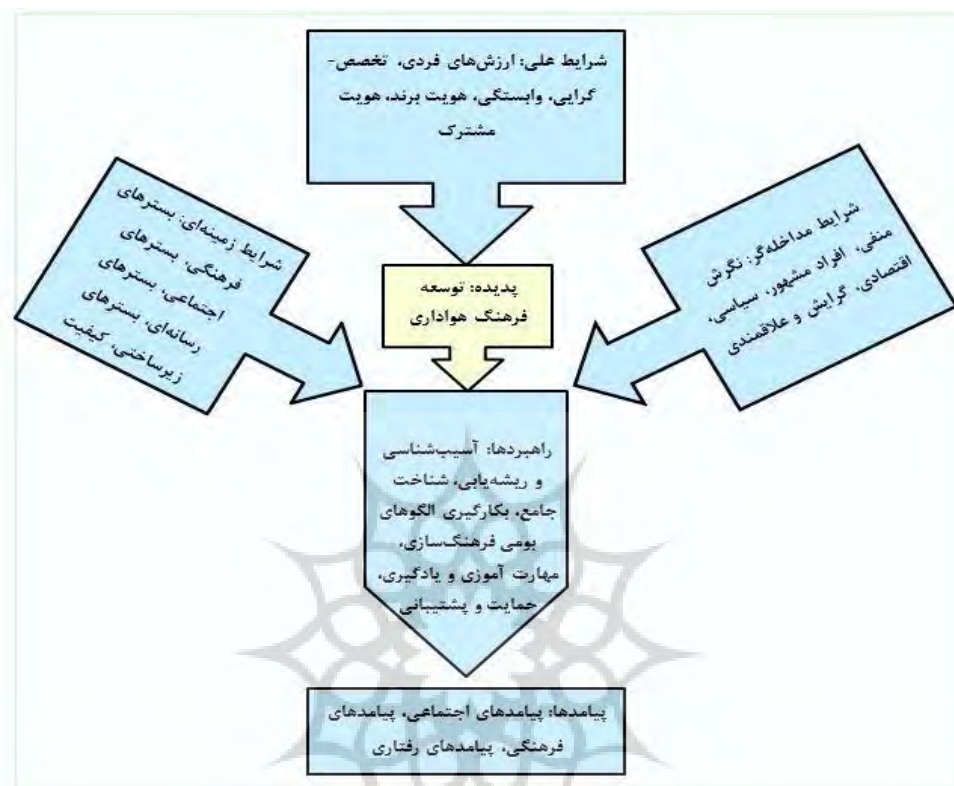 شرایط علی: ارزش‌های فردی، تخصص-
گرایی، وابستگی، هویت برند، هویت
مشترک
شرایط مداخله‌گر: نگرش
منفی، افراد مشهور، سیاسی،
اقتصادی، گرایش و علاقمندی
شرایط زمینه‌ای: بسترهای
فرهنگی، بسترهای
اجتماعی، بسترهای
رسانه‌ای، بسترهای
زیرساختی، کیفیت
پدیده: توسعه
فرهنگ هواداری
راهبردها: آسیب‌شناسی
و ریشه‌یابی، شناخت
جامع، بکارگیری الگوهای
بومی فرهنگ‌سازی،
مهارت آموزی و یادگیری،
حمایت و پشتیبانی
پیامدها: پیامدهای اجتماعی، پیامدهای
فرهنگی، پیامدهای رفتاری